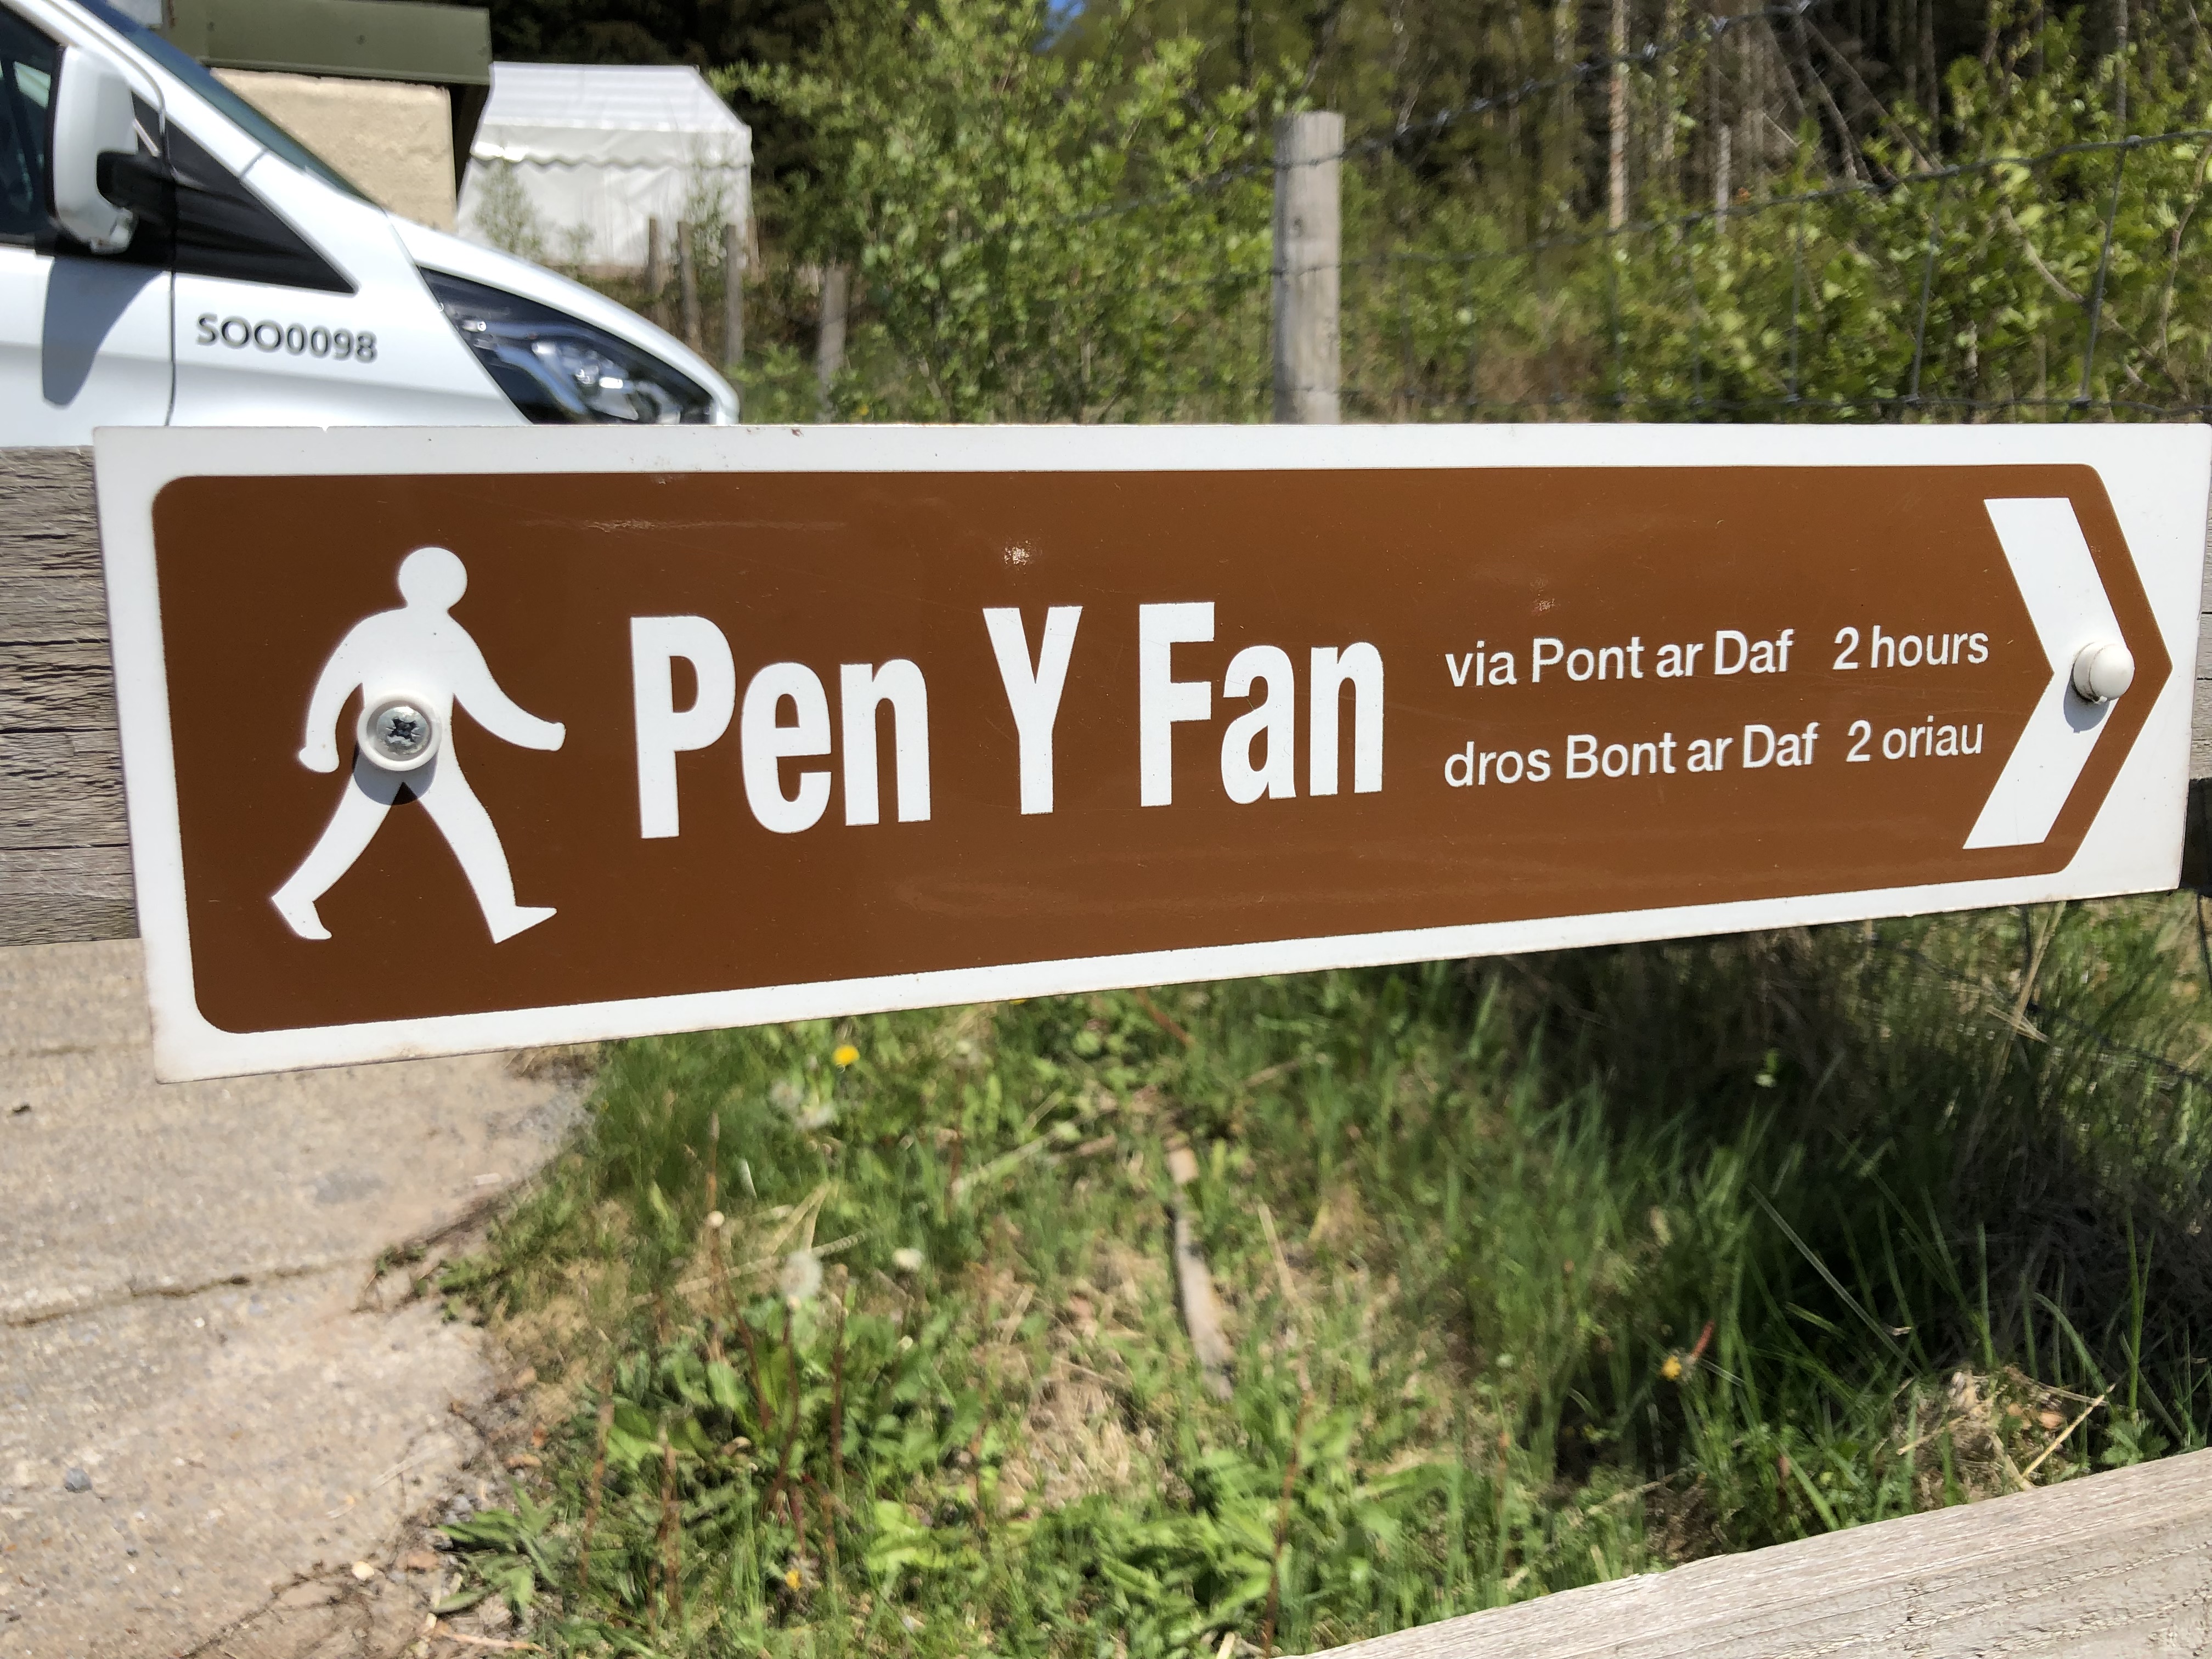 SOO0098
Pen Y Fan
via Pont ar Daf 2 hours
dros Bont ar Daf 2 oriau